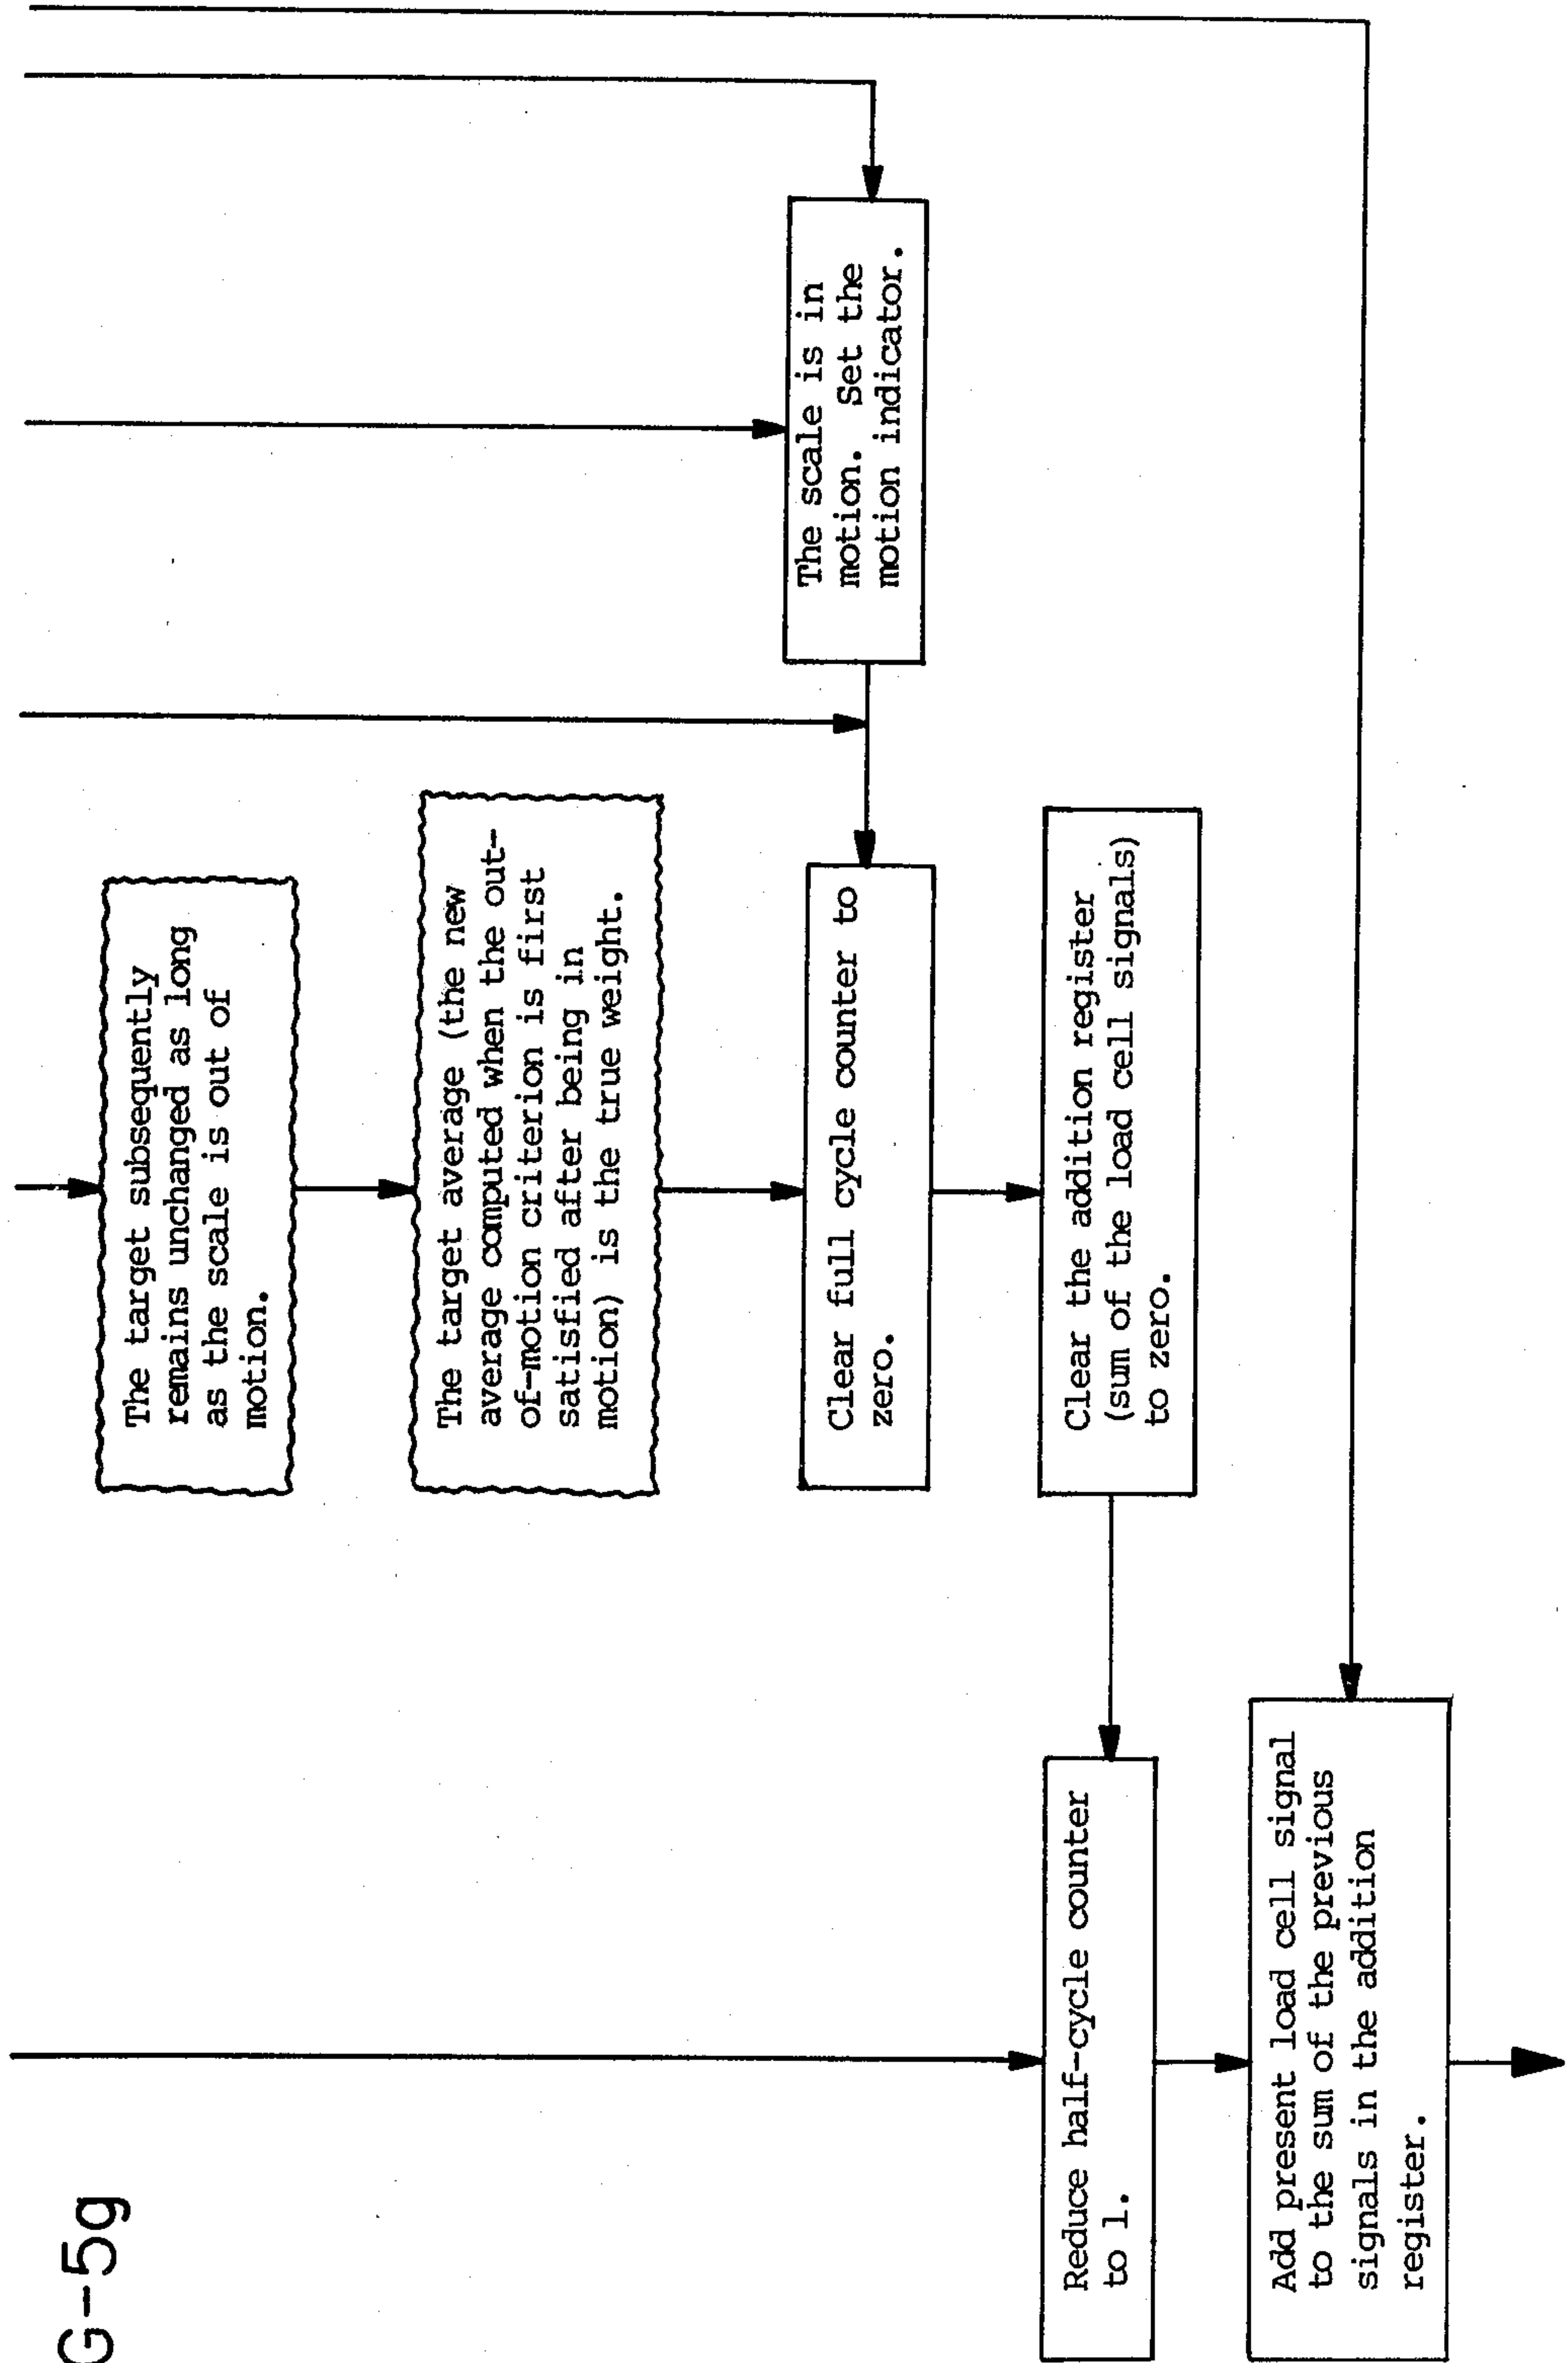 G-5g
The target subsequently
remains unchanged as long
as the scale is out of
motion.
The target average (the new
average computed when the out-
of-motion criterion is first
satisfied after being in
motion) is the true weight.
The scale is in
motion. Set the
motion indicator.
Clear full cycle counter to
zero.
Clear the addition register
(sum of the load cell signals)
to zero.
Reduce half-cycle counter
to 1.
Add present load cell signal
to the sum of the previous
signals in the addition
register.